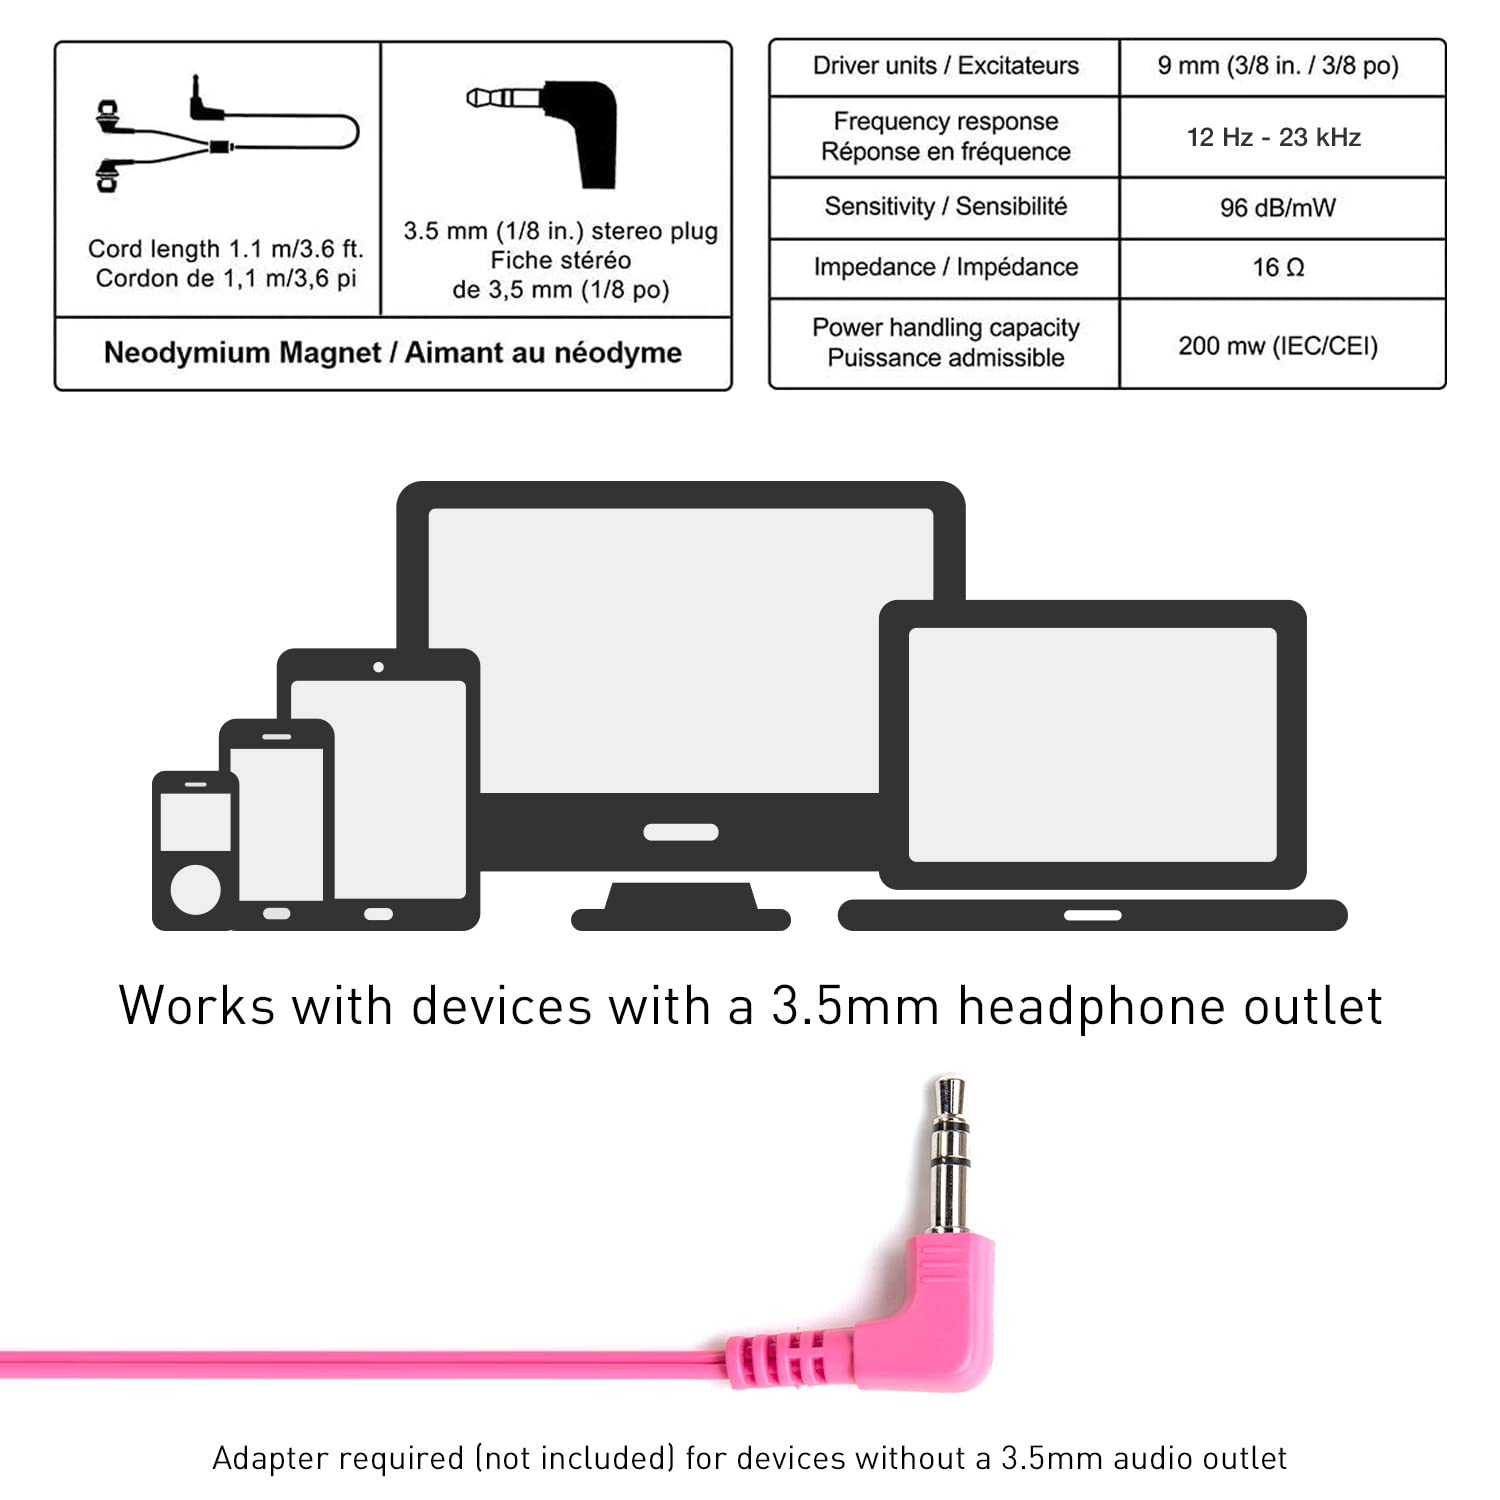 Cord length 1.1 m/3.6 ft.
Cordon de 1,1 m/3,6 pi
3.5 mm (1/8 in.) stereo plug
Fiche stéréo
de 3,5 mm (1/8 po)
Neodymium Magnet / Aimant au néodyme
Driver units / Excitateurs
9 mm (3/8 in. / 3/8 po)
Frequency response
Réponse en fréquence
12 Hz - 23 kHz
Sensitivity / Sensibilité
96 dB/mW
Impedance / Impédance
16 Ω
Power handling capacity
Puissance admissible
200 mw (IEC/CEI)
Works with devices with a 3.5mm headphone outlet
Adapter required (not included) for devices without a 3.5mm audio outlet